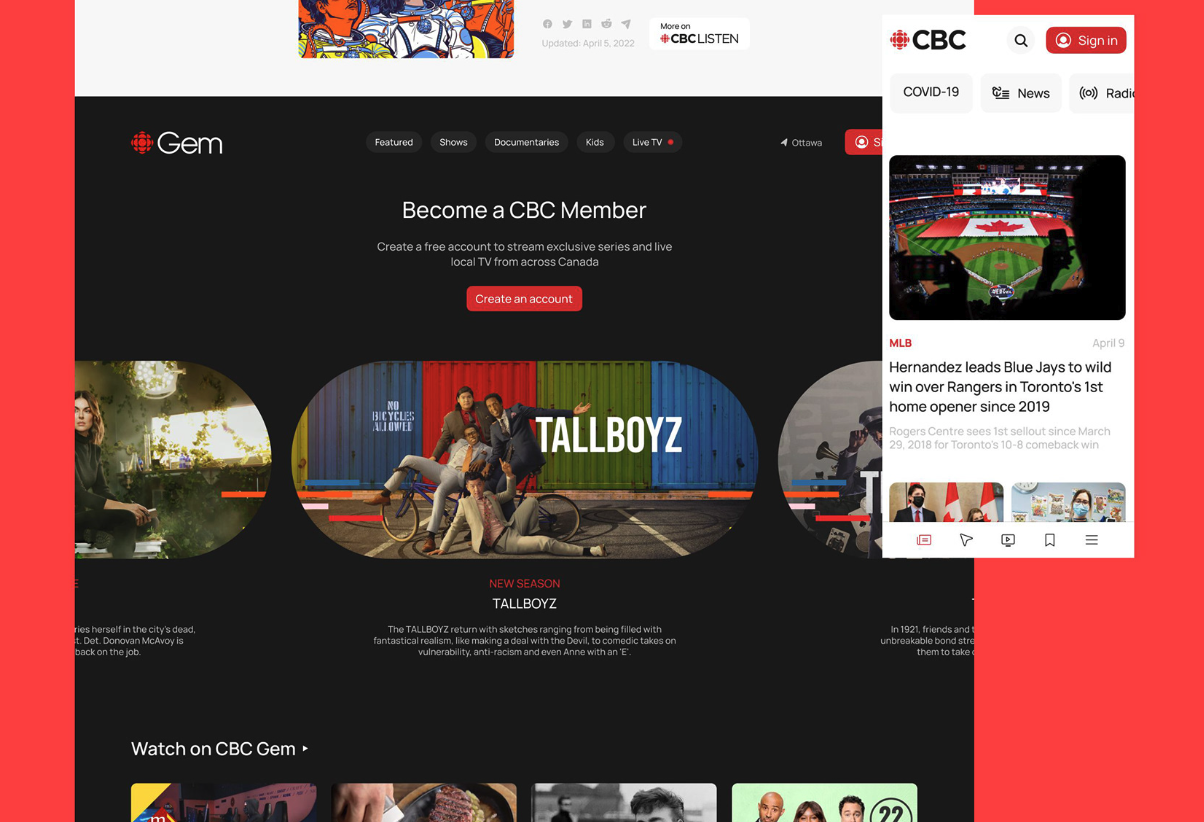 More on
CBC LISTEN
Updated: April 5, 2022
Gem
Featured
Shows
Documentaries
Kids
Live TV
Ottawa
Become a CBC Member
Create a free account to stream exclusive series and live
local TV from across Canada
Create an account
NO
BICYCLES
ALLOWED
TALLBOYZ
NEW SEASON
TALLBOYZ
ries herself in the city's dead,
st. Det. Donovan McAvoy is
back on the job.
The TALLBOYZ return with sketches ranging from being filled with
fantastical realism, like making a deal with the Devil, to comedic takes on
vulnerability, anti-racism and even Anne with an 'E'.
In 1921, friends and
unbreakable bond stre
them to take
Watch on CBC Gem
22
CBC
Sign in
COVID-19
News
Radio
MLB
April 9
Hernandez leads Blue Jays to wild
win over Rangers in Toronto's 1st
home opener since 2019
Rogers Centre sees 1st sellout since March
29, 2018 for Toronto's 10-8 comeback win